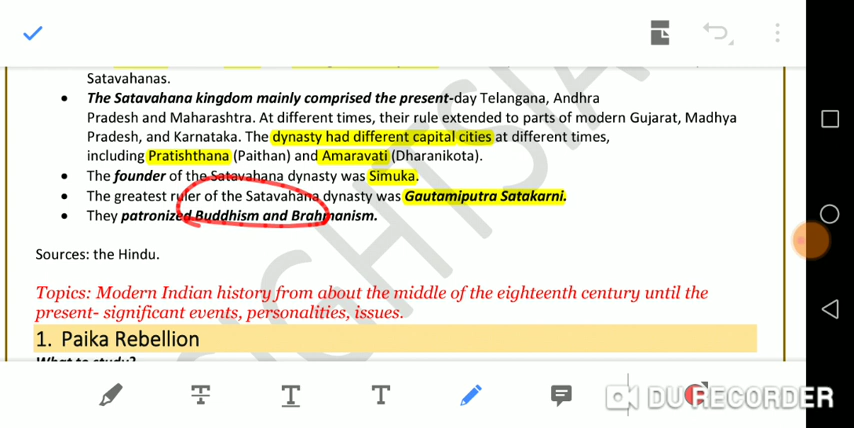 Satavahanas.
• The Satavahana kingdom mainly comprised the present-day Telangana, Andhra
Pradesh and Maharashtra. At different times, their rule extended to parts of modern Gujarat, Madhya
Pradesh, and Karnataka. The dynasty had different capital cities at different times,
including Pratishthana (Paithan) and Amaravati (Dharanikota).
• The founder of the Satavahana dynasty was Simuka.
• The greatest ruler of the Satavahana dynasty was Gautamiputra Satakarni.
• They patronized Buddhism and Brahmanism.
Sources: the Hindu.
Topics: Modern Indian history from about the middle of the eighteenth century until the
present- significant events, personalities, issues.
1. Paika Rebellion
What to study?
T T T
DU RECORDER